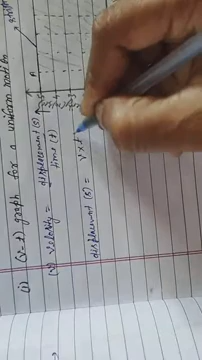 (i) (v-t) graph for a uniform motion
A
(v) velocity = displacement (s) / time (t)
displacement (s) = v x t